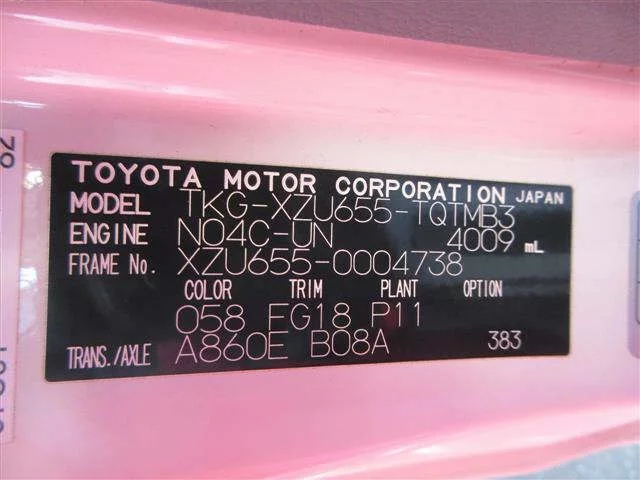 TOYOTA MOTOR CORPORATION JAPAN
MODEL TKG-XZU655-TQTMB3
ENGINE N04C-UN 4009 mL
FRAME No. XZU655-0004738
COLOR TRIM PLANT OPTION
058 FG18 P11
TRANS./AXLE A860E B08A 383